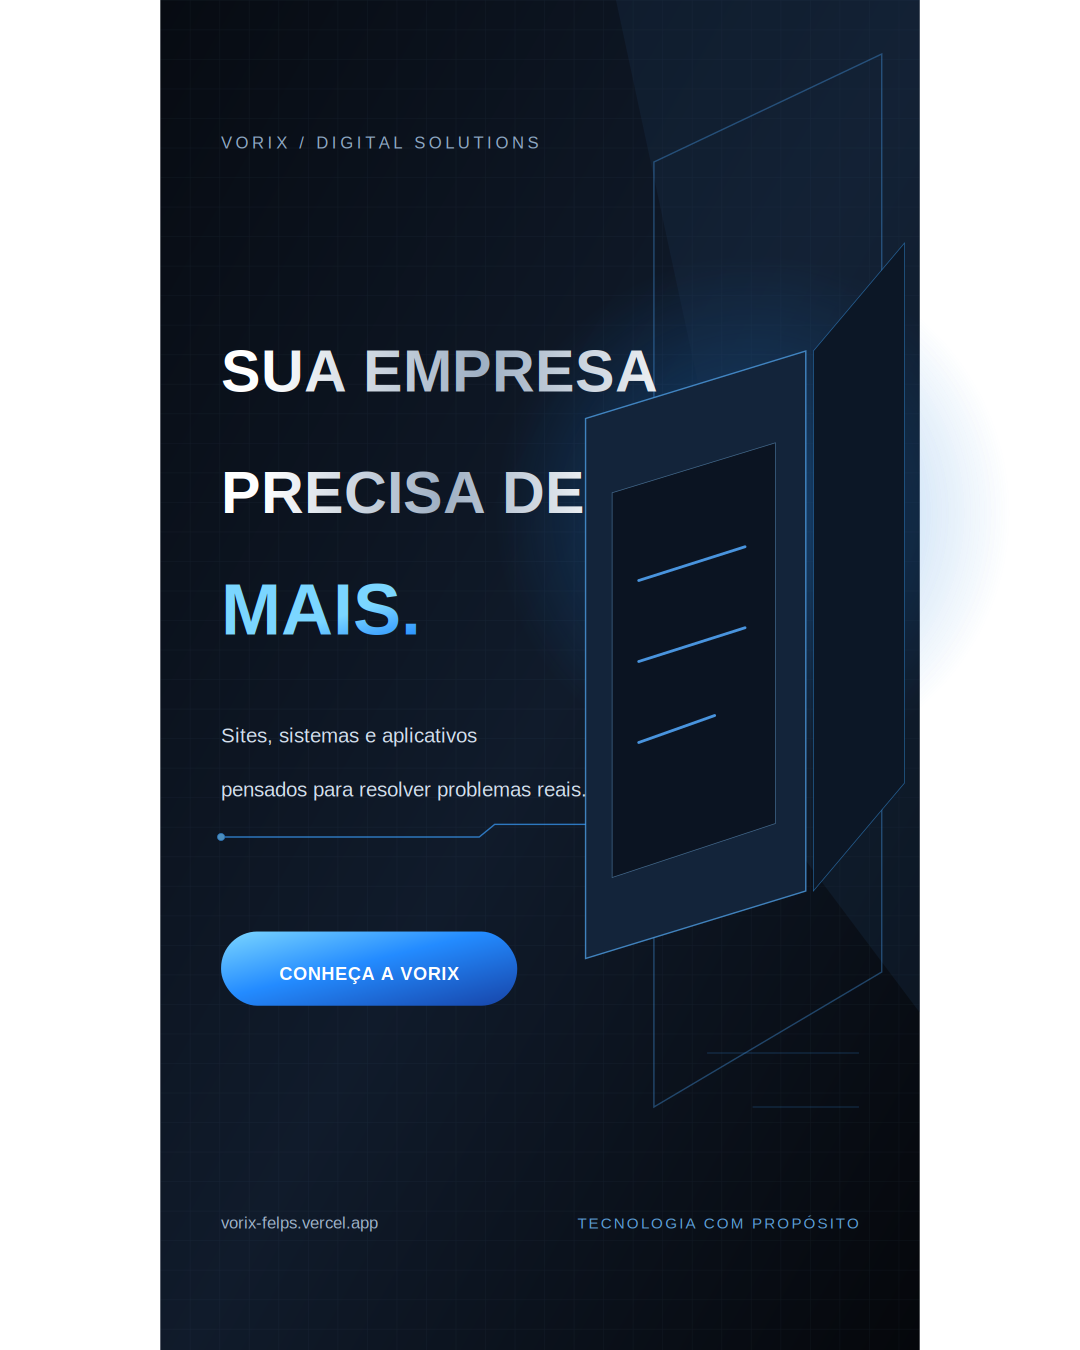 VORIX / DIGITAL SOLUTIONS
SUA EMPRESA
PRECISA DE
MAIS.
Sites, sistemas e aplicativos
pensados para resolver problemas reais.
CONHEÇA A VORIX
vorix-felps.vercel.app
TECNOLOGIA COM PROPÓSITO